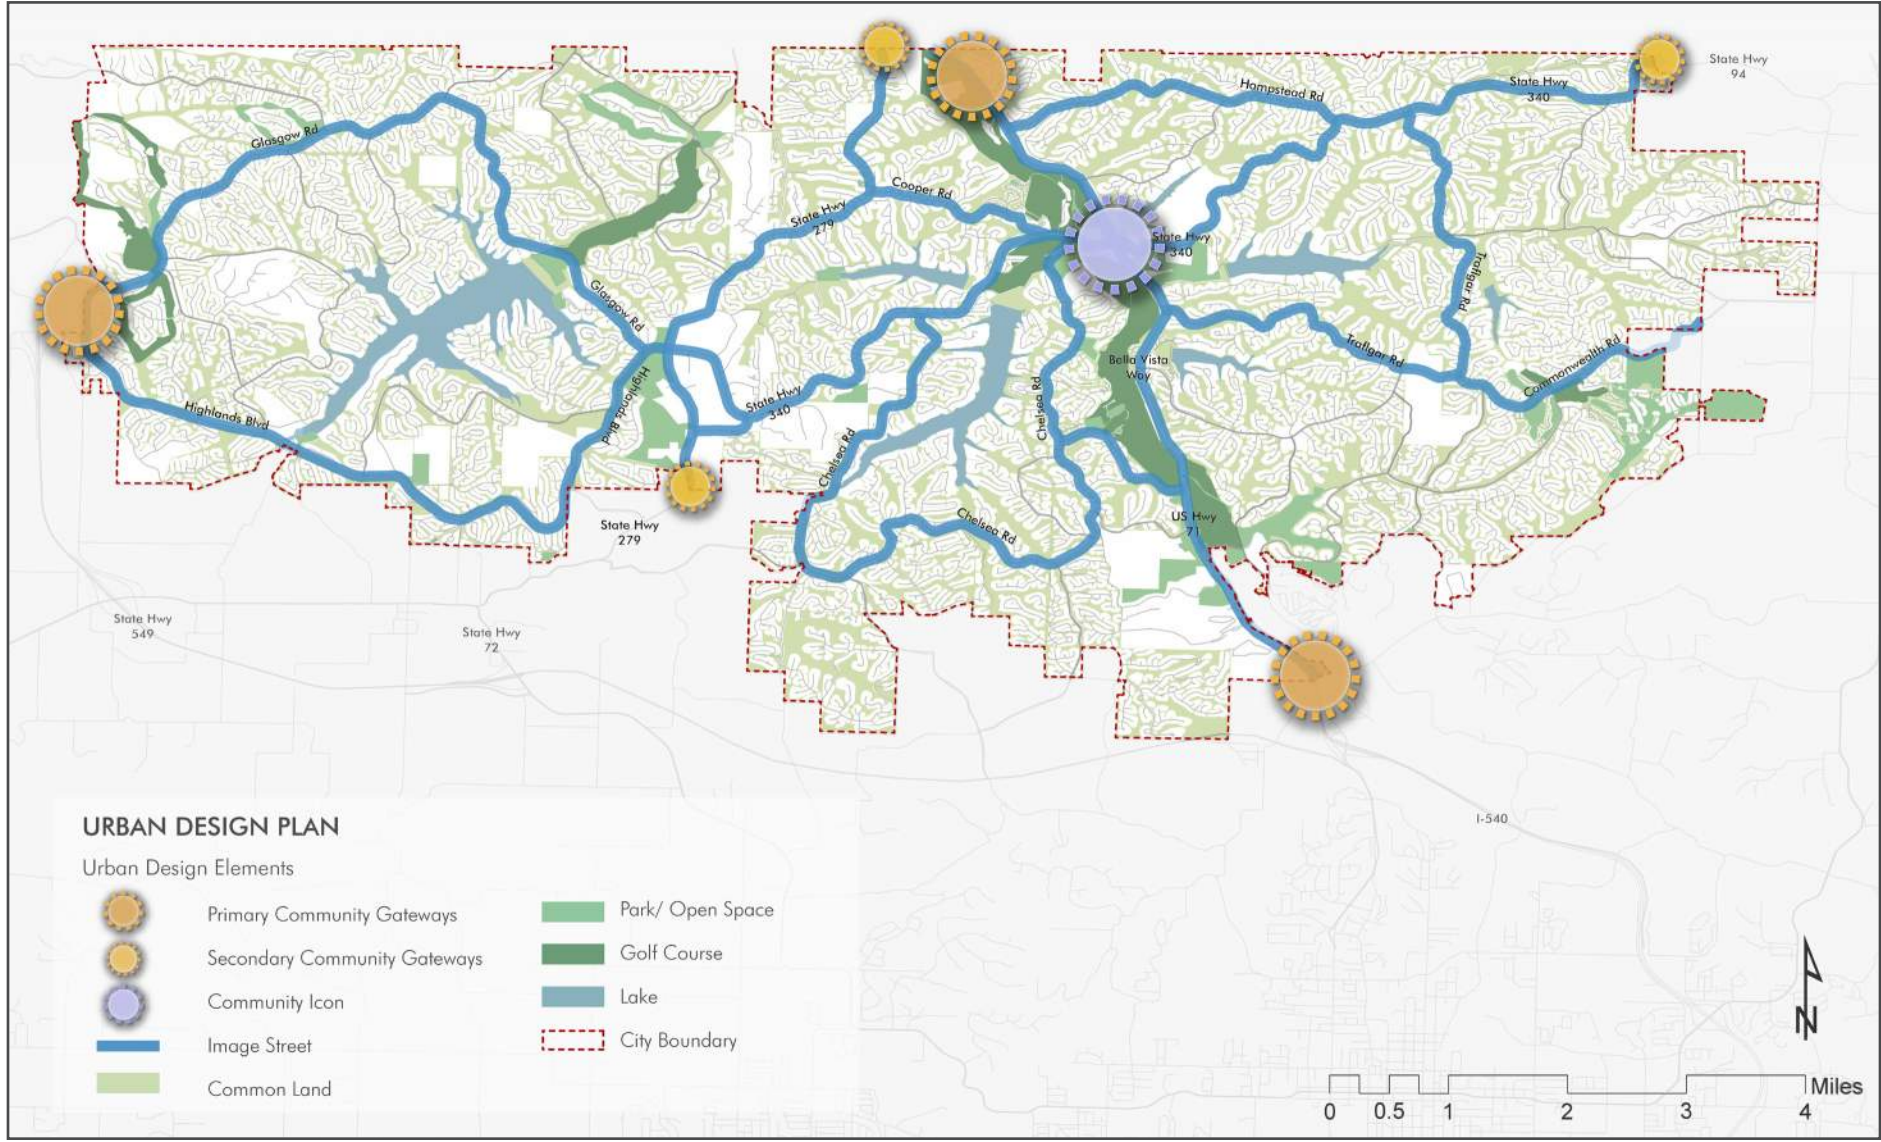 State Hwy
94
Hampstead Rd
State Hwy
340
Glasgow Rd
Cooper Rd
State Hwy
279
State Hwy
340
Traflgar Rd
Glasgow Rd
Bella Vista
Way
Traflgar Rd
Commonwealth Rd
Highlands Blvd
State Hwy
340
Chelsea Rd
Highlands Blvd
Chelsea Rd
Chelsea Rd
US Hwy
71
State Hwy
279
State Hwy
549
State Hwy
72
I-540
URBAN DESIGN PLAN
Urban Design Elements
Primary Community Gateways
Secondary Community Gateways
Community Icon
Image Street
Common Land
Park/ Open Space
Golf Course
Lake
City Boundary
N
Miles
0 0.5 1 2 3 4